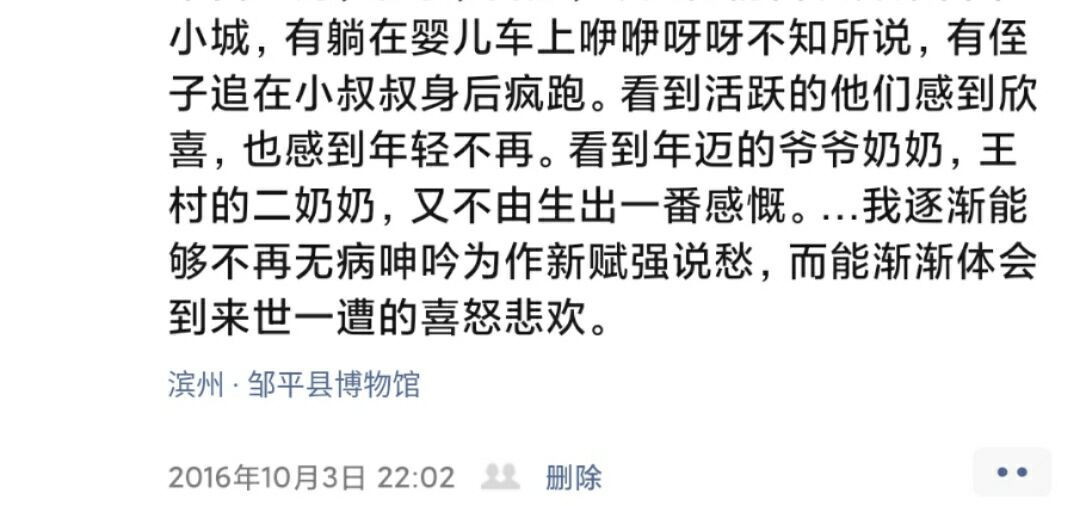 小城，有躺在婴儿车上咿咿呀呀不知所说，有侄
子追在小叔叔身后疯跑。看到活跃的他们感到欣
喜，也感到年轻不再。看到年迈的爷爷奶奶，王
村的二奶奶，又不由生出一番感慨。...我逐渐能
够不再无病呻吟为作新赋强说愁，而能渐渐体会
到来世一遭的喜怒悲欢。
滨州 · 邹平县博物馆
2016年10月3日 22:02 删除